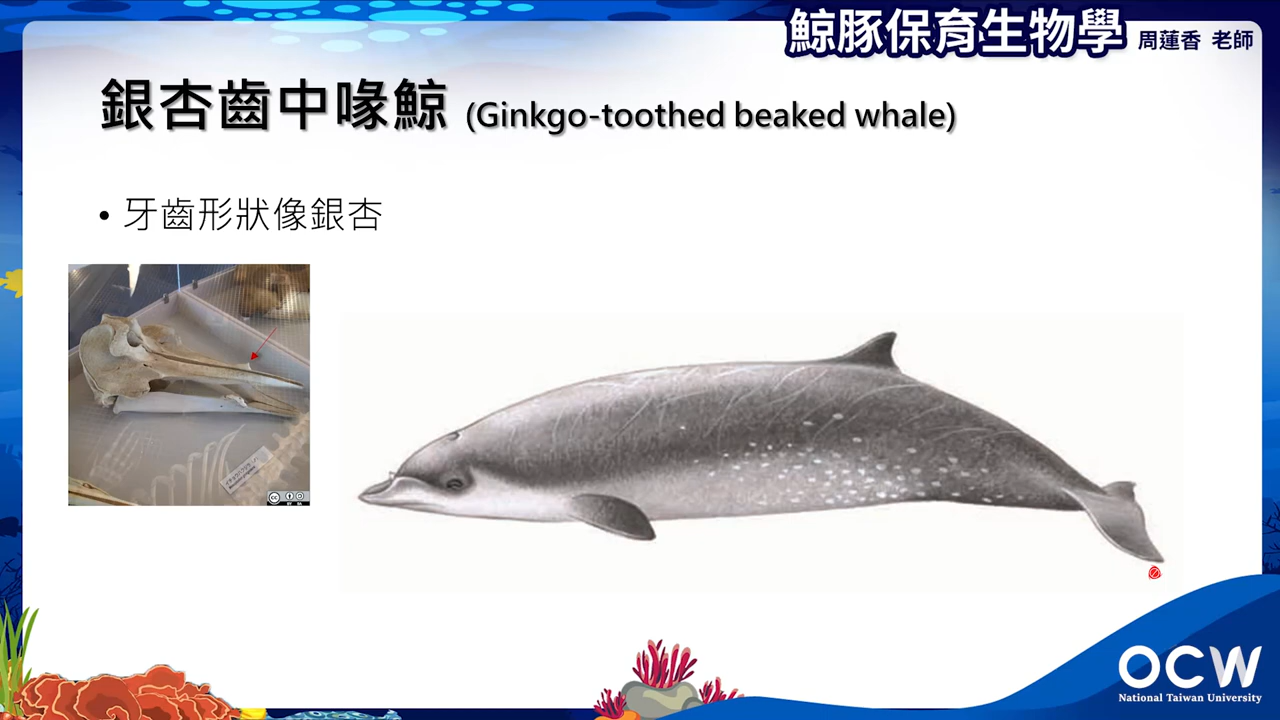 鯨豚保育生物學 周蓮香 老師
銀杏齒中喙鯨 (Ginkgo-toothed beaked whale)
• 牙齒形狀像銀杏
OCW
National Taiwan University